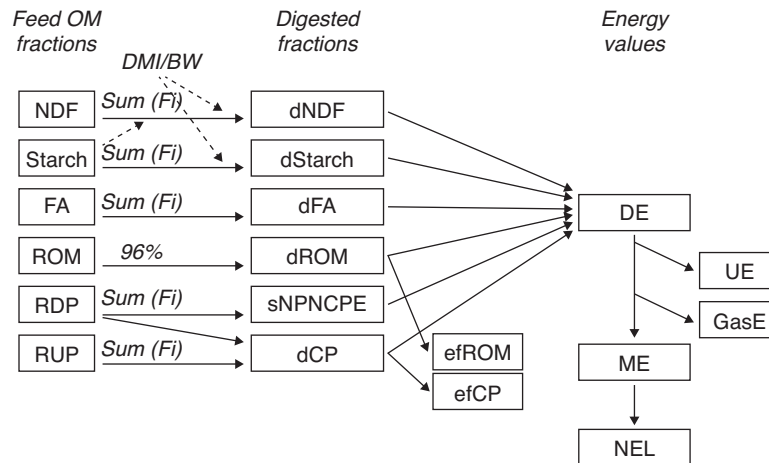 Feed OM
fractions
Digested
fractions
Energy
values
DMI/BW
NDF
Sum (Fi)
dNDF
Starch
Sum (Fi)
dStarch
FA
Sum (Fi)
dFA
DE
ROM
96%
dROM
UE
RDP
Sum (Fi)
sNPNCPE
GasE
RUP
Sum (Fi)
dCP
efROM
ME
efCP
NEL